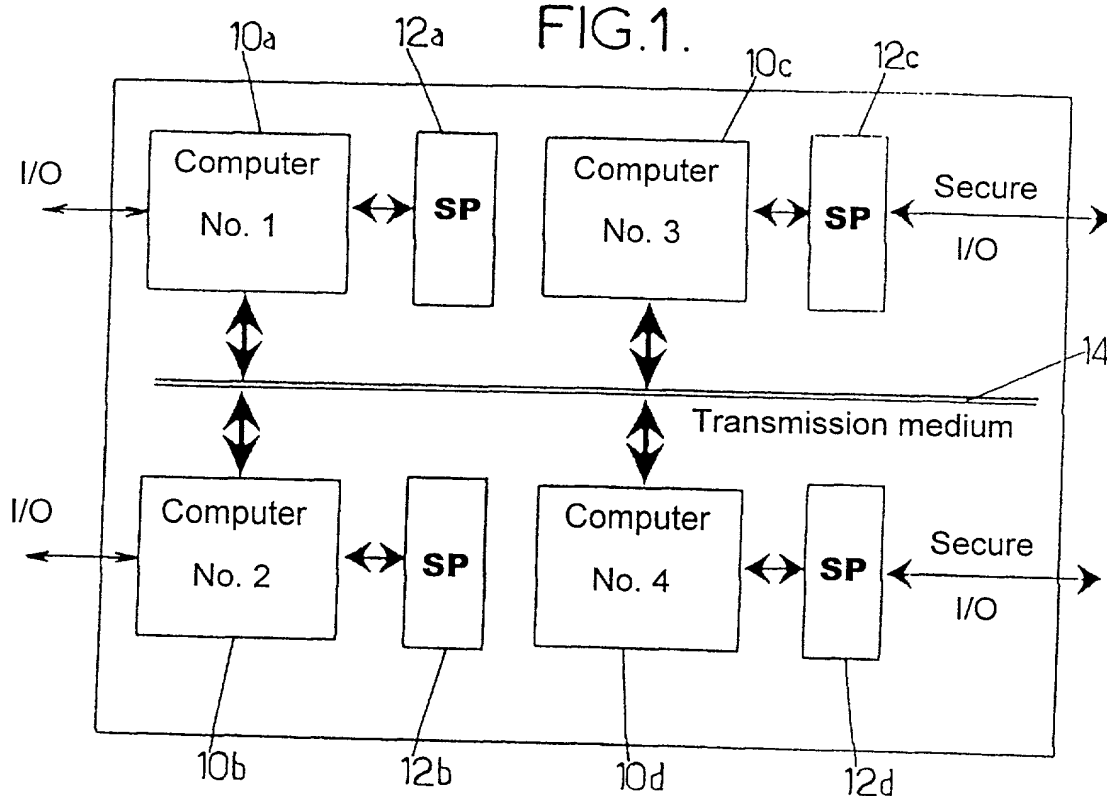 FIG.1.
10a
12a
10c
12c
I/O
Computer
No. 1
SP
Computer
No. 3
SP
Secure
I/O
14
Transmission medium
I/O
Computer
No. 2
SP
Computer
No. 4
SP
Secure
I/O
10b
12b
10d
12d